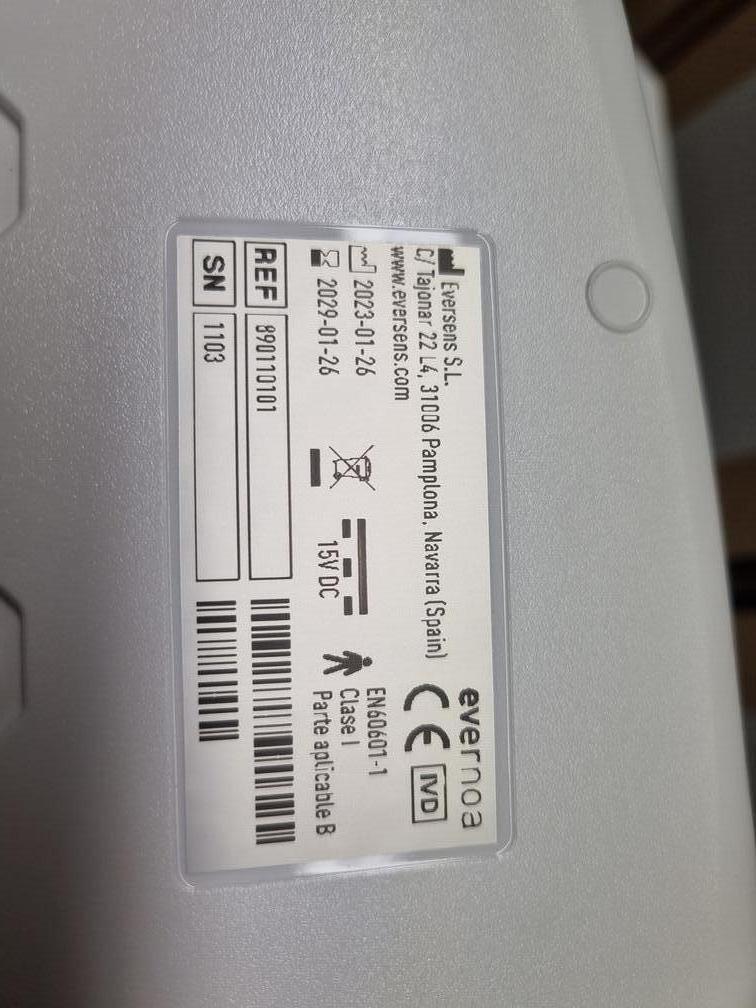 Eversens S.L.
C/ Tajonar 22 L4, 31006 Pamplona, Navarra (Spain)
www.eversens.com
evernoa
CE IVD
2023-01-26
2029-01-26
15V DC
EN60601-1
Clase I
Parte aplicable B
REF 890110101
SN 1103